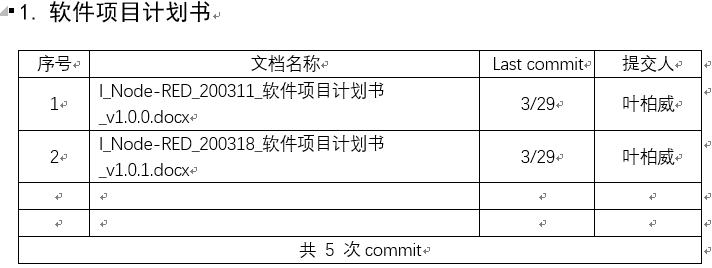 1. 软件项目计划书
序号 文档名称 Last commit 提交人
1 I_Node-RED_200311_软件项目计划书_v1.0.0.docx 3/29 叶柏威
2 I_Node-RED_200318_软件项目计划书_v1.0.1.docx 3/29 叶柏威
共 5 次 commit